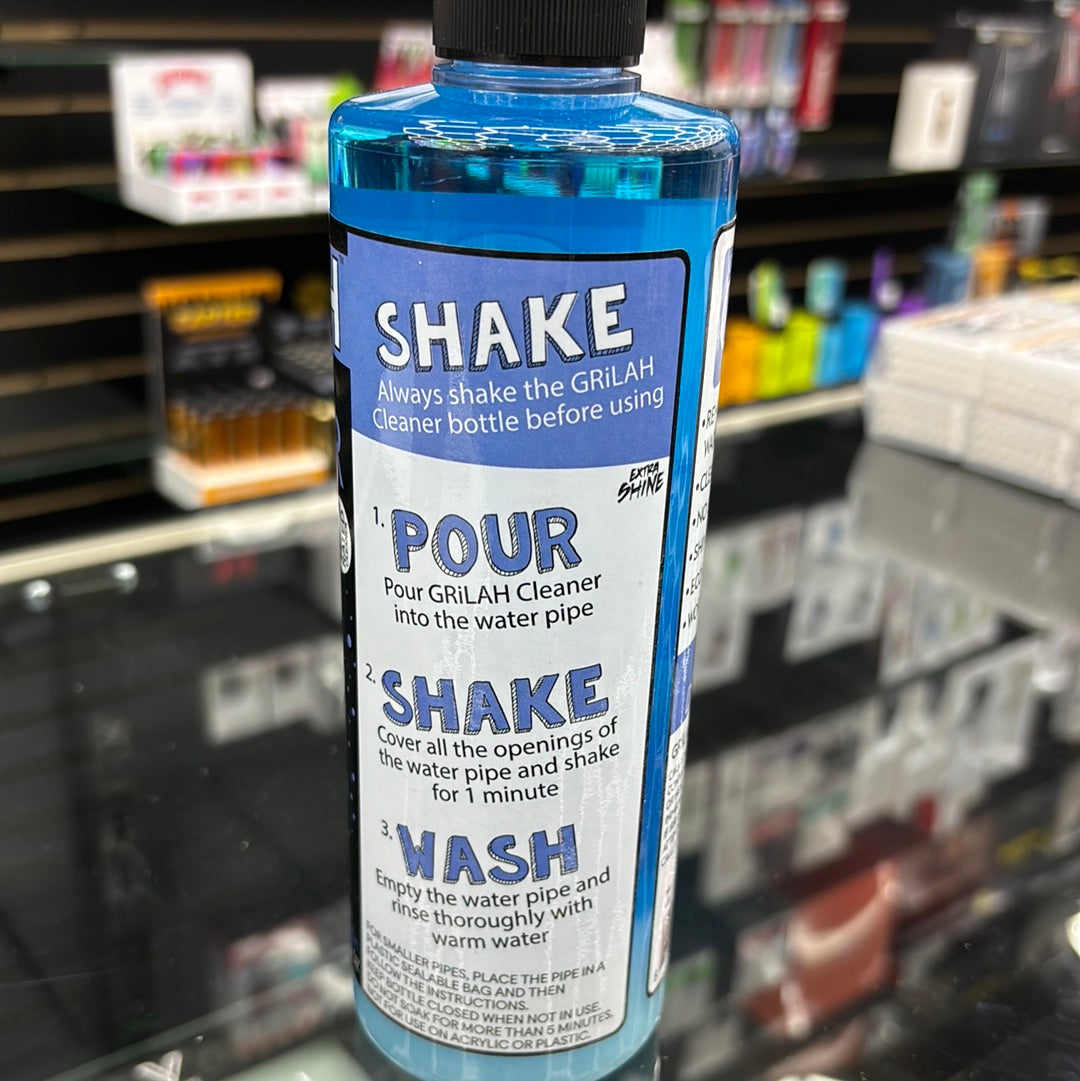 SHAKE
Always shake the GRiLAH
Cleaner bottle before using
EXTRA
SHINE
1. POUR
Pour GRiLAH Cleaner
into the water pipe
2. SHAKE
Cover all the openings of
the water pipe and shake
for 1 minute
3. WASH
Empty the water pipe and
rinse thoroughly with
warm water
FOR SMALLER PIPES, PLACE THE PIPE IN A
PLASTIC SEALABLE BAG AND THEN
FOLLOW THE INSTRUCTIONS.
KEEP BOTTLE CLOSED WHEN NOT IN USE.
DO NOT SOAK FOR MORE THAN 5 MINUTES.
NOT FOR USE ON ACRYLIC OR PLASTIC.